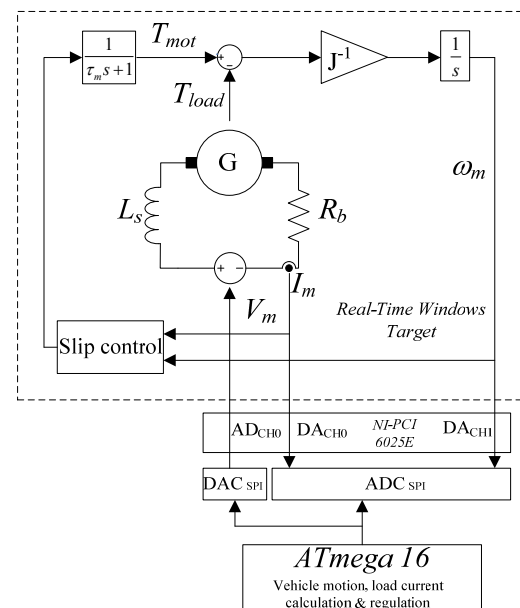 1
τm s+1
Tmot
+
−
Tload
J-1
1
s
G
ωm
Ls
Rb
+ −
Im
Vm
Real-Time Windows
Target
Slip control
ADCH0 DACH0 NI-PCI DACH1
6025E
DAC SPI ADC SPI
ATmega 16
Vehicle motion, load current
calculation & regulation